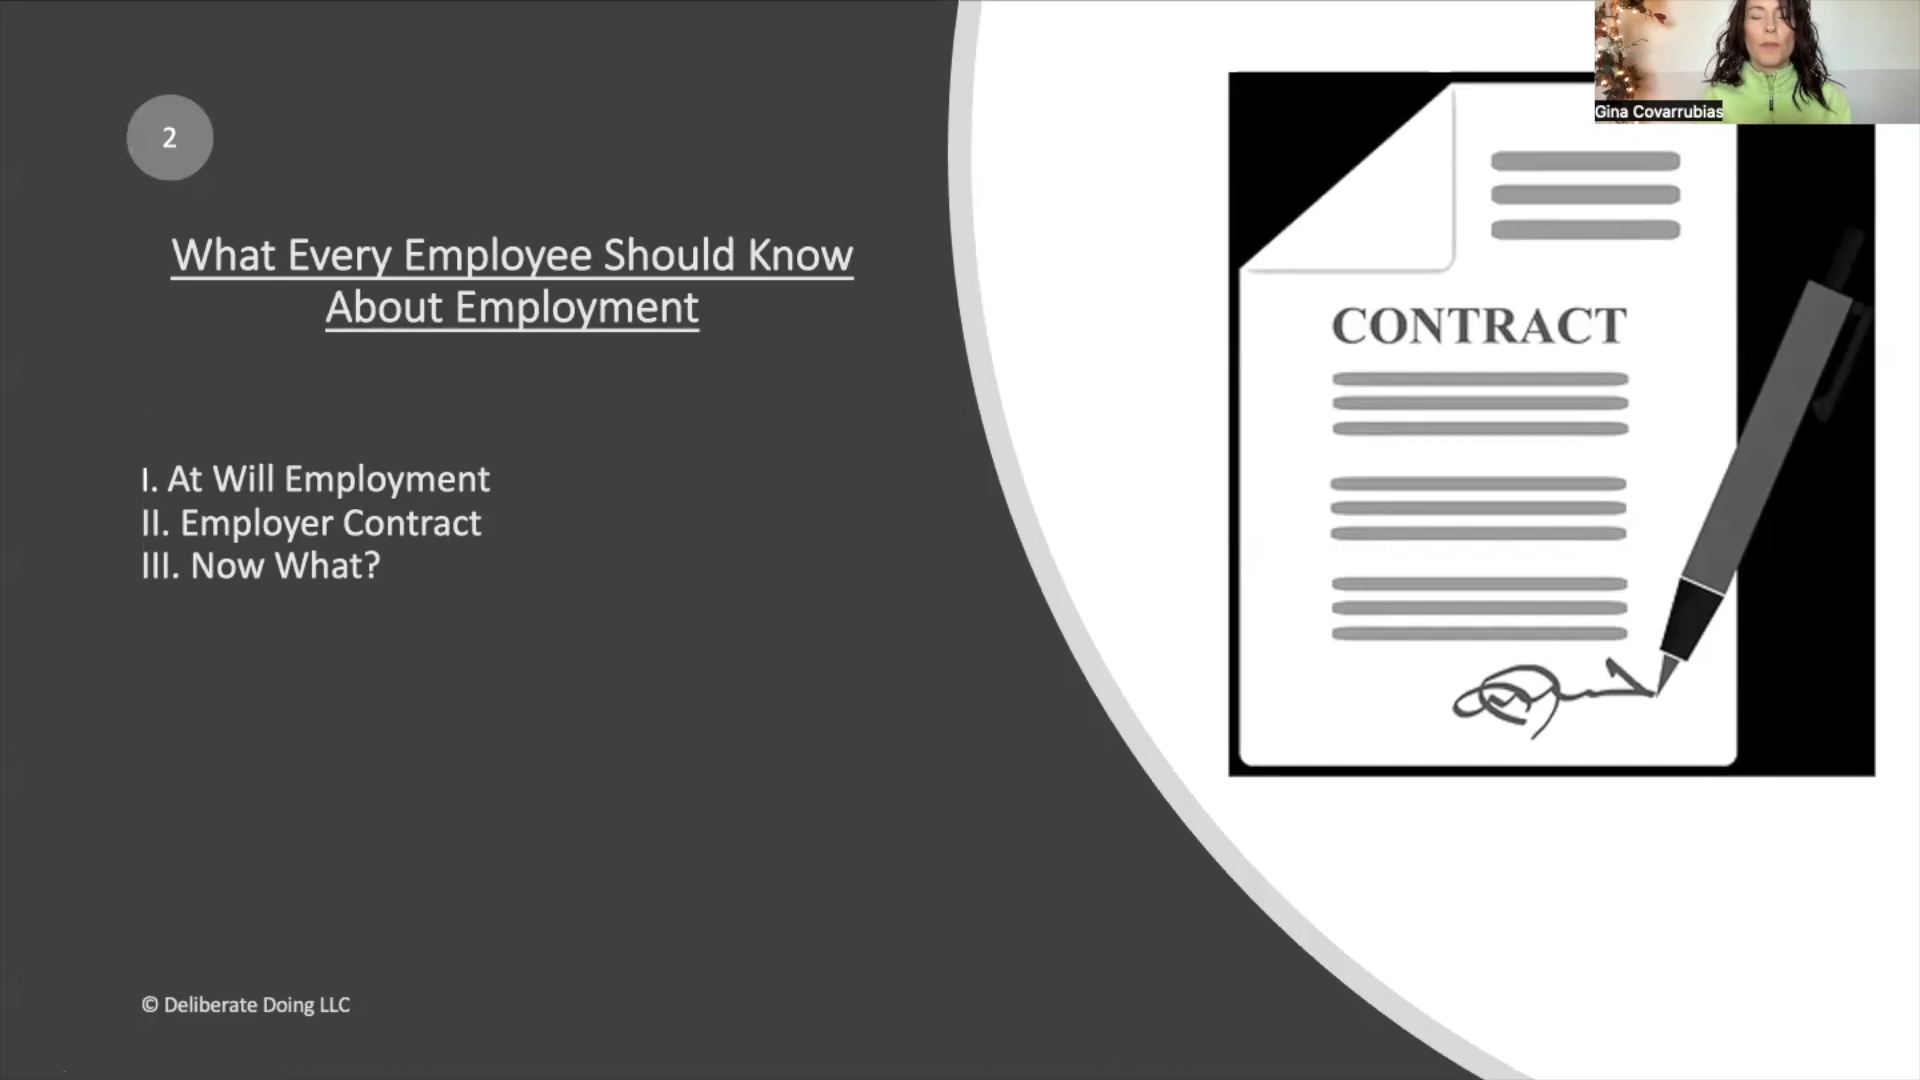 Gina Covarrubias
2
What Every Employee Should Know
About Employment
I. At Will Employment
II. Employer Contract
III. Now What?
CONTRACT
© Deliberate Doing LLC